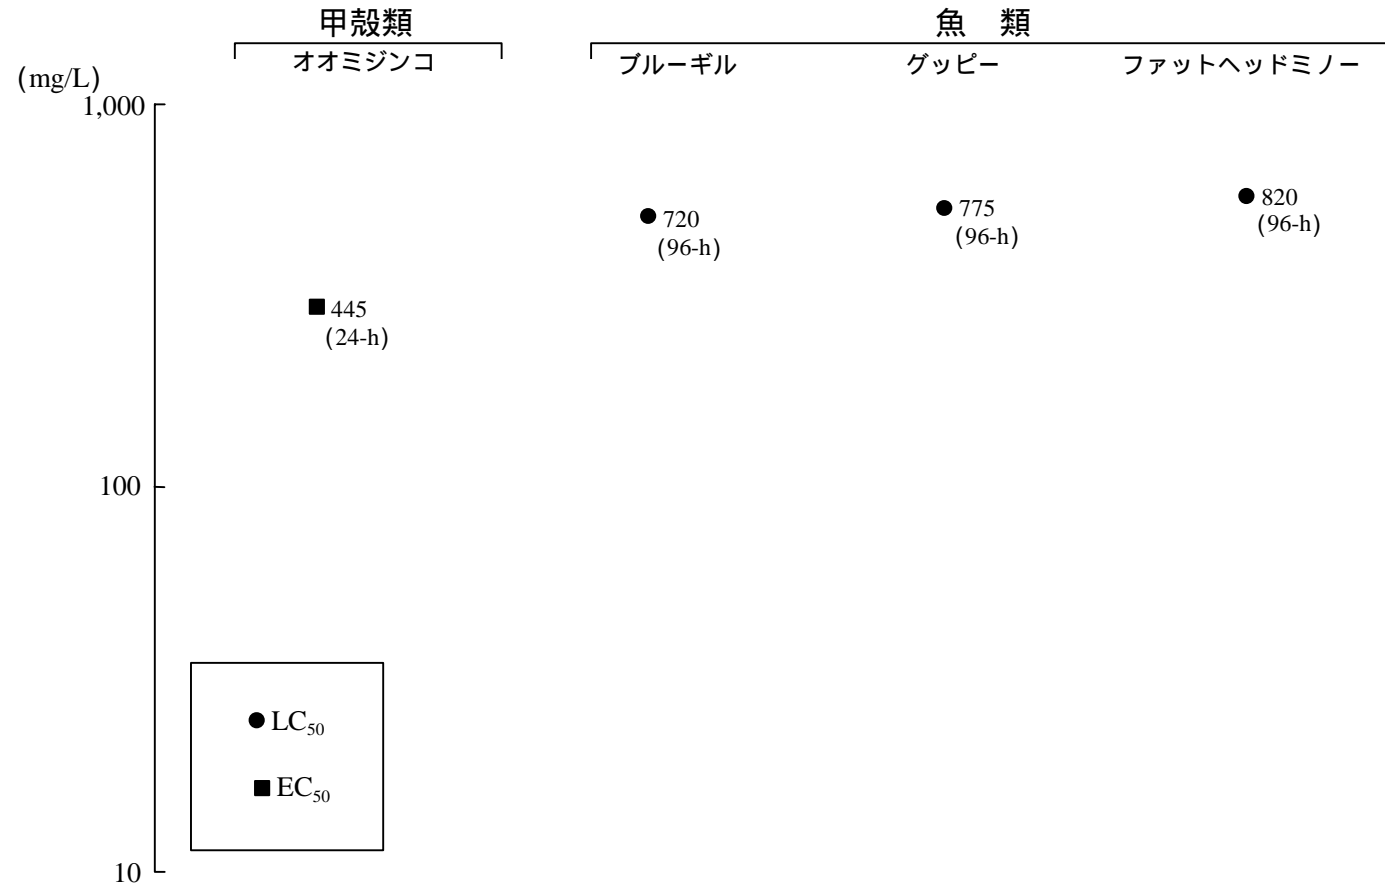 甲殻類
魚 類
オオミジンコ
ブルーギル
グッピー
ファットヘッドミノー
(mg/L)
1,000
820
(96-h)
775
(96-h)
720
(96-h)
445
(24-h)
100
LC50
EC50
10